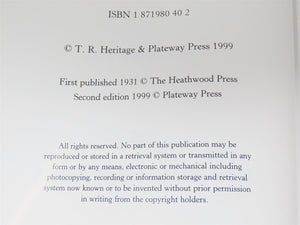 ISBN 1 871980 40 2
© T. R. Heritage & Plateway Press 1999
First published 1931 © The Heathwood Press
Second edition 1999 © Plateway Press
All rights reserved. No part of this publication may be
reproduced or stored in a retrieval system or transmitted in any
form or by any means, electronic or mechanical including
photocopying, recording or information storage and retrieval
system now known or to be invented without prior permission
in writing from the copyright holders.